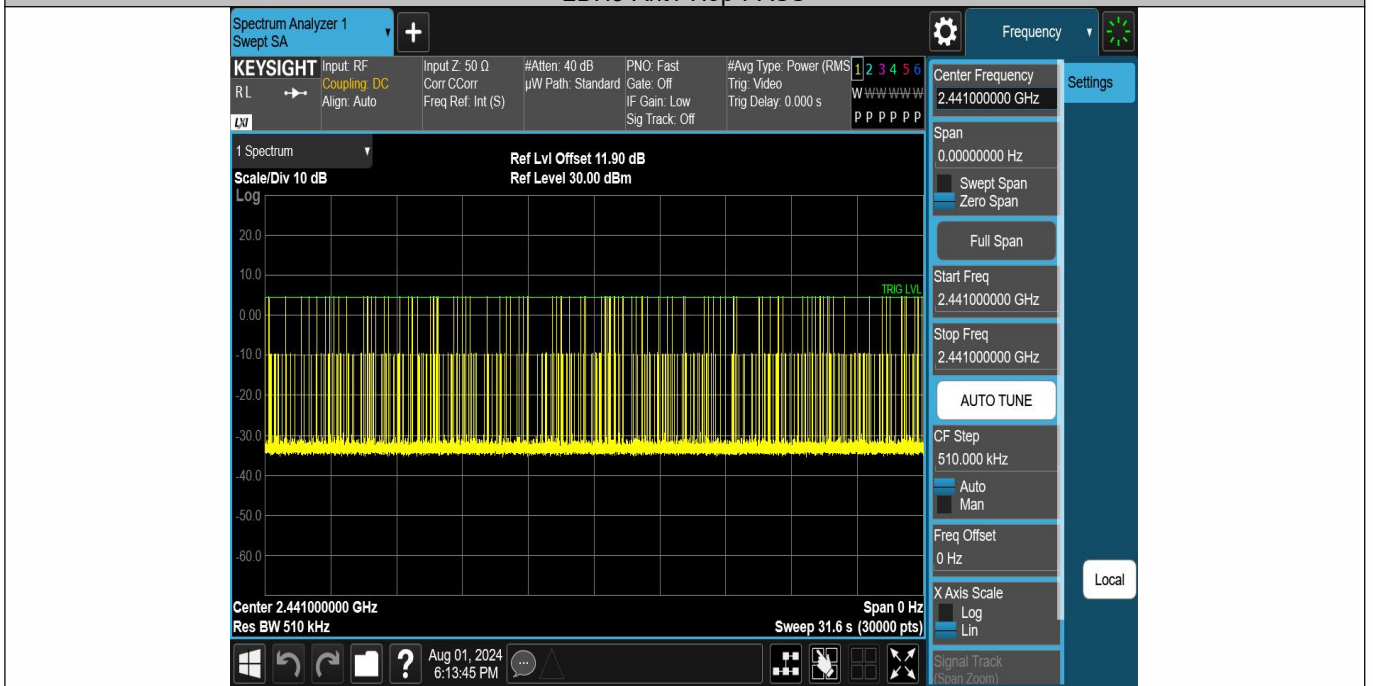 Spectrum Analyzer 1
Swept SA
+
Frequency
KEYSIGHT
RL
LXI
Input: RF
Coupling: DC
Align: Auto
Input Z: 50 Ω
Corr CCorr
Freq Ref: Int (S)
#Atten: 40 dB
µW Path: Standard
PNO: Fast
Gate: Off
IF Gain: Low
Sig Track: Off
#Avg Type: Power (RMS
Trig: Video
Trig Delay: 0.000 s
1 2 3 4 5 6
W W W W W W
P P P P P P
Center Frequency
2.441000000 GHz
Settings
Span
0.00000000 Hz
Swept Span
Zero Span
Full Span
Start Freq
2.441000000 GHz
Stop Freq
2.441000000 GHz
AUTO TUNE
CF Step
510.000 kHz
Auto
Man
Freq Offset
0 Hz
X Axis Scale
Log
Lin
Signal Track
(Span Zoom)
Local
1 Spectrum
Scale/Div 10 dB
Ref Lvl Offset 11.90 dB
Ref Level 30.00 dBm
Log
20.0
10.0
TRIG LVL
0.00
-10.0
-20.0
-30.0
-40.0
-50.0
-60.0
Center 2.441000000 GHz
Span 0 Hz
Res BW 510 kHz
Sweep 31.6 s (30000 pts)
?
Aug 01, 2024
6:13:45 PM